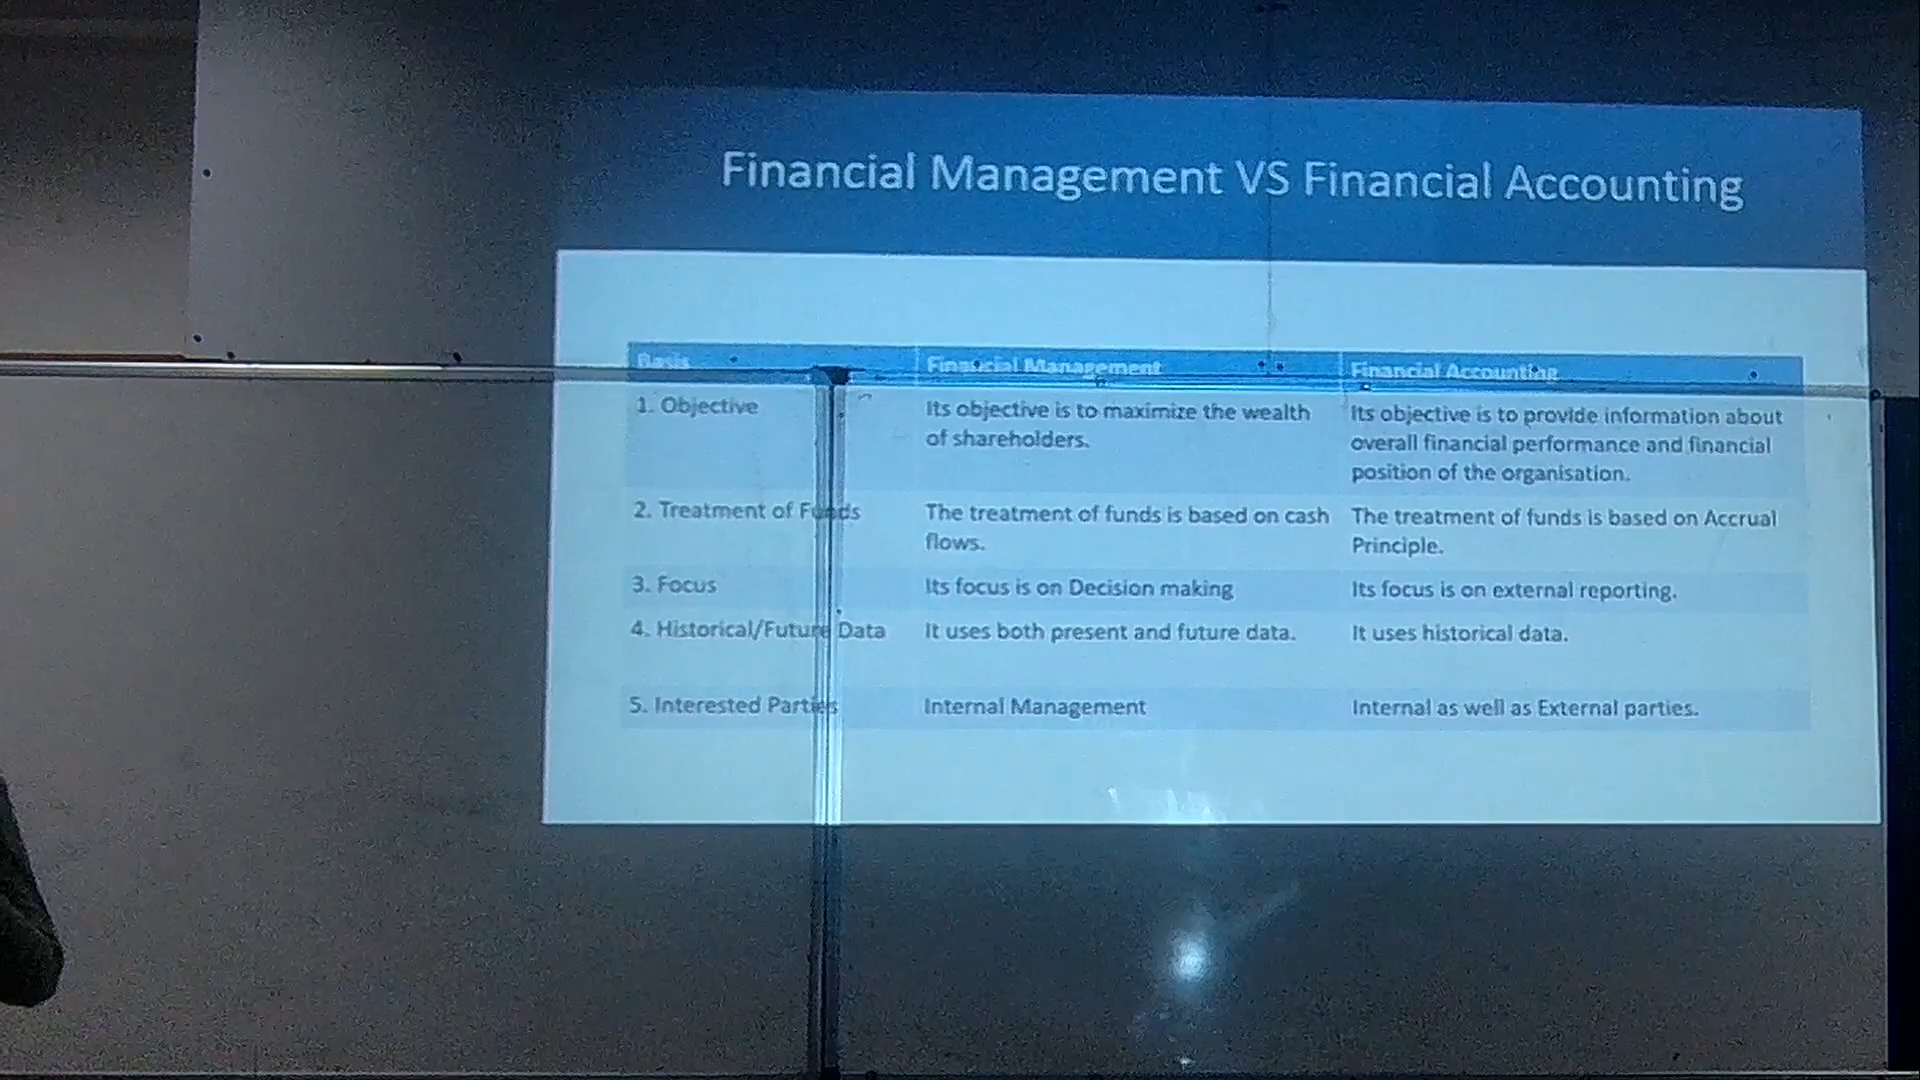 Financial Management VS Financial Accounting
Basis Financial Management Financial Accounting
1. Objective Its objective is to maximize the wealth Its objective is to provide information about
of shareholders. overall financial performance and financial
position of the organisation.
2. Treatment of Funds The treatment of funds is based on cash The treatment of funds is based on Accrual
flows. Principle.
3. Focus Its focus is on Decision making Its focus is on external reporting.
4. Historical/Future Data It uses both present and future data. It uses historical data.
5. Interested Parties Internal Management Internal as well as External parties.